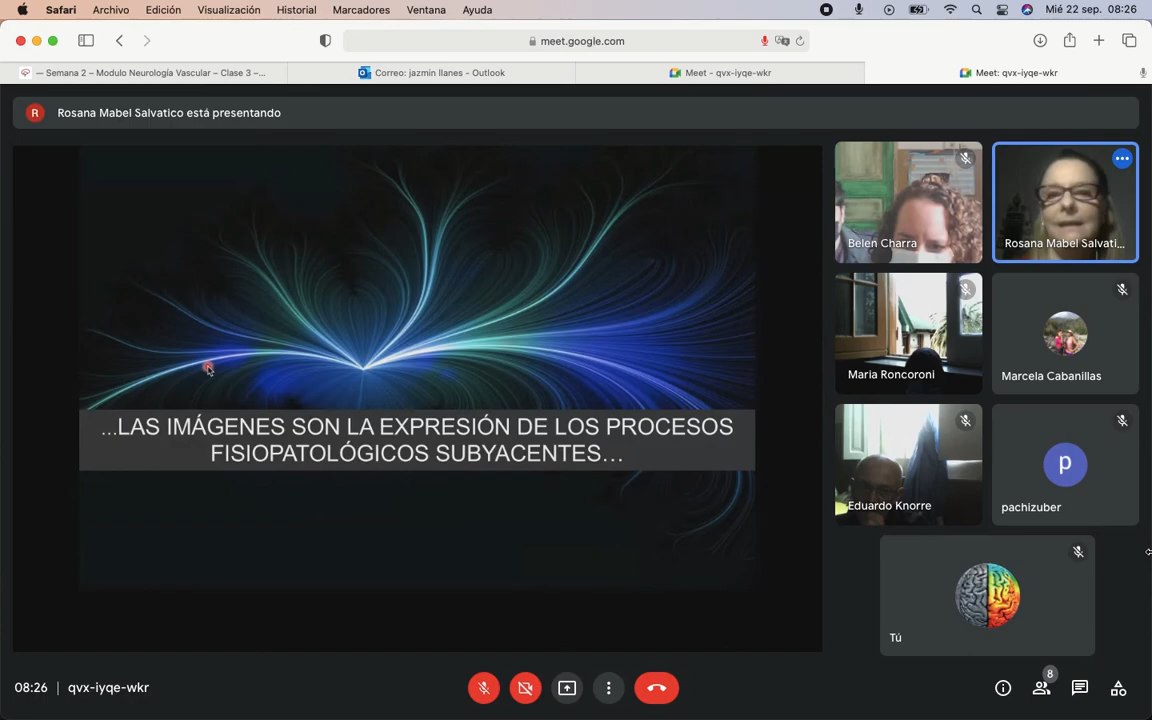 Safari Archivo Edición Visualización Historial Marcadores Ventana Ayuda Mié 22 sep. 08:26
meet.google.com
— Semana 2 – Modulo Neurología Vascular – Clase 3 –... Correo: jazmin llanes - Outlook Meet - qvx-iyqe-wkr Meet: qvx-iyqe-wkr
R Rosana Mabel Salvatico está presentando
Belen Charra
Rosana Mabel Salvati...
Maria Roncoroni
Marcela Cabanillas
...LAS IMÁGENES SON LA EXPRESIÓN DE LOS PROCESOS
FISIOPATOLÓGICOS SUBYACENTES...
Eduardo Knorre
p
pachizuber
Tú
08:26 | qvx-iyqe-wkr
8